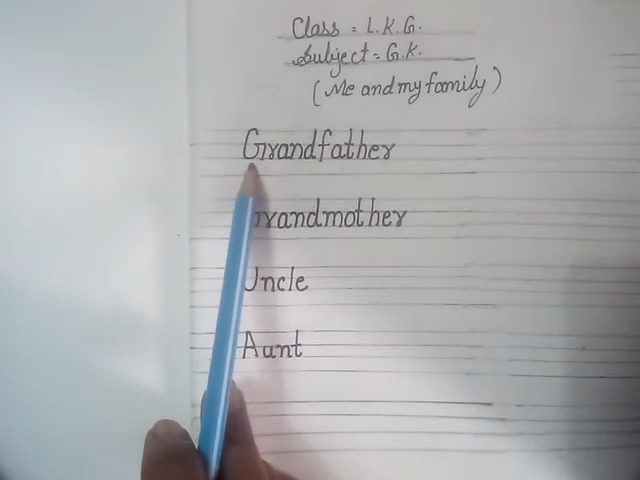 Class = L.K.G.
Subject = G.K.
(Me and my family)
Grandfather
Grandmother
Uncle
Aunt